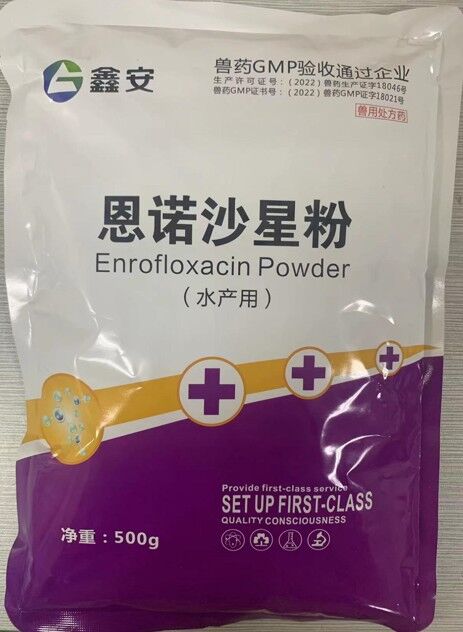 鑫安
兽药GMP验收通过企业
生产许可证号：（2022）兽药生产证字18046号
兽药GMP证书号：（2022）兽药GMP证字18021号
兽用处方药
恩诺沙星粉
Enrofloxacin Powder
（水产用）
Provide first-class service
SET UP FIRST-CLASS
QUALITY CONSCIOUSNESS
净重：500g